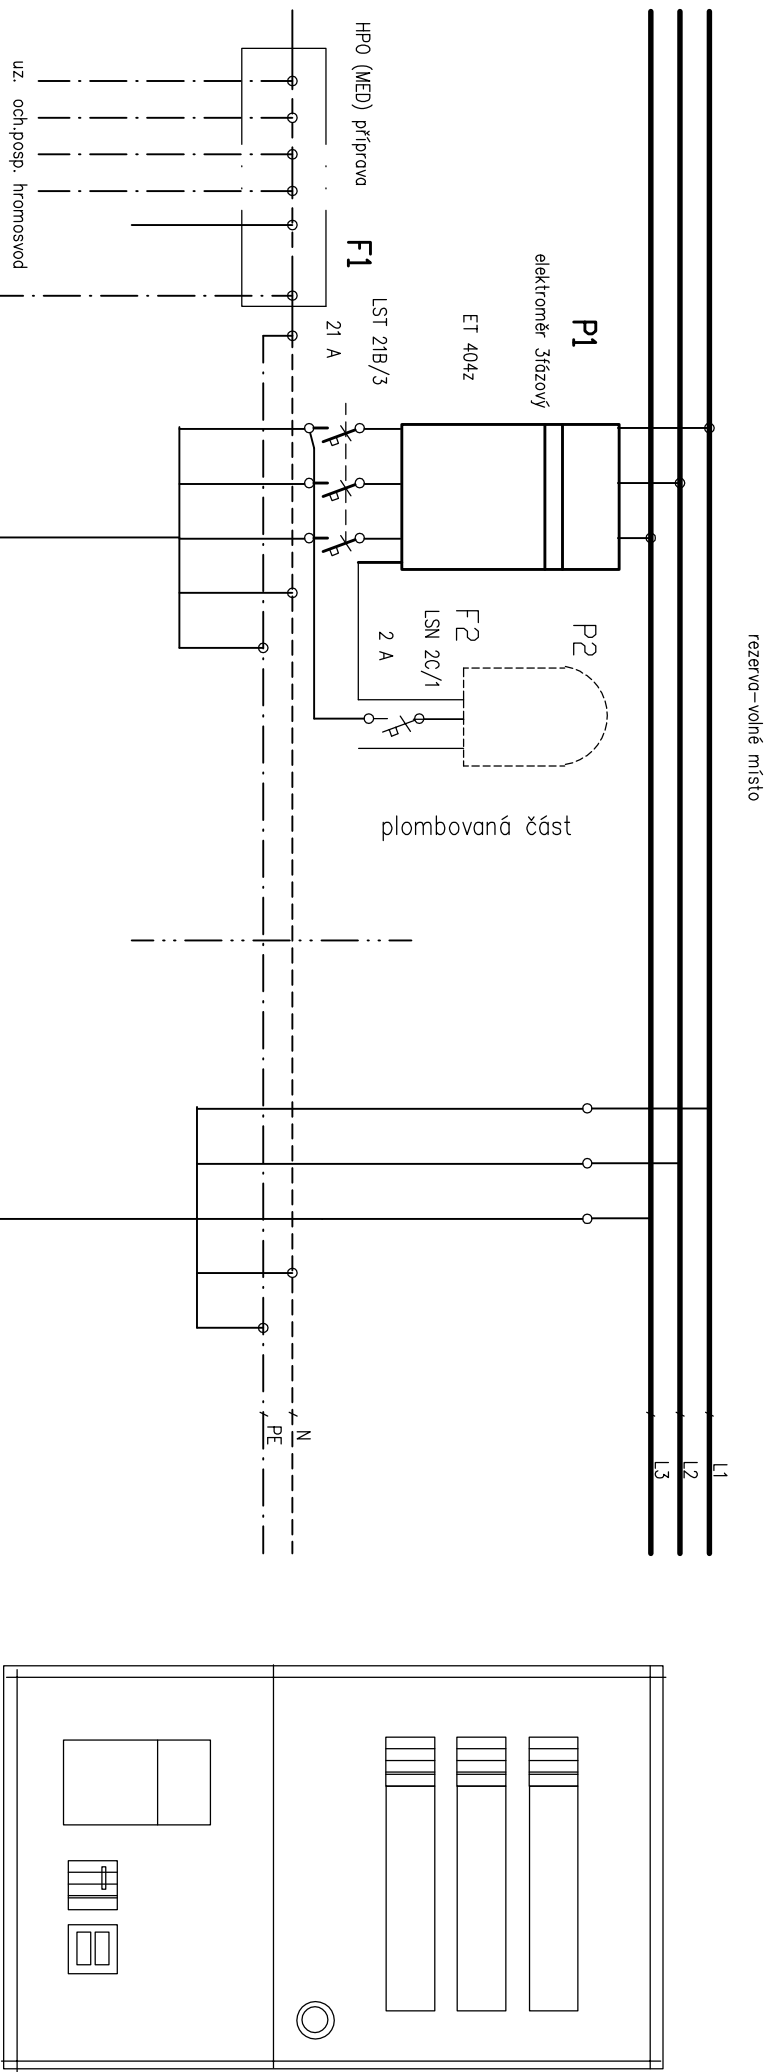 rezerva-volné místo
L1
L2
L3
P1
elektroměr 3fázový
ET 404z
P2
F2
LSN 2C/1
2 A
plombovaná část
F1
LST 21B/3
21 A
HPO (MED) příprava
N
PE
uz. och.posp. hromosvod